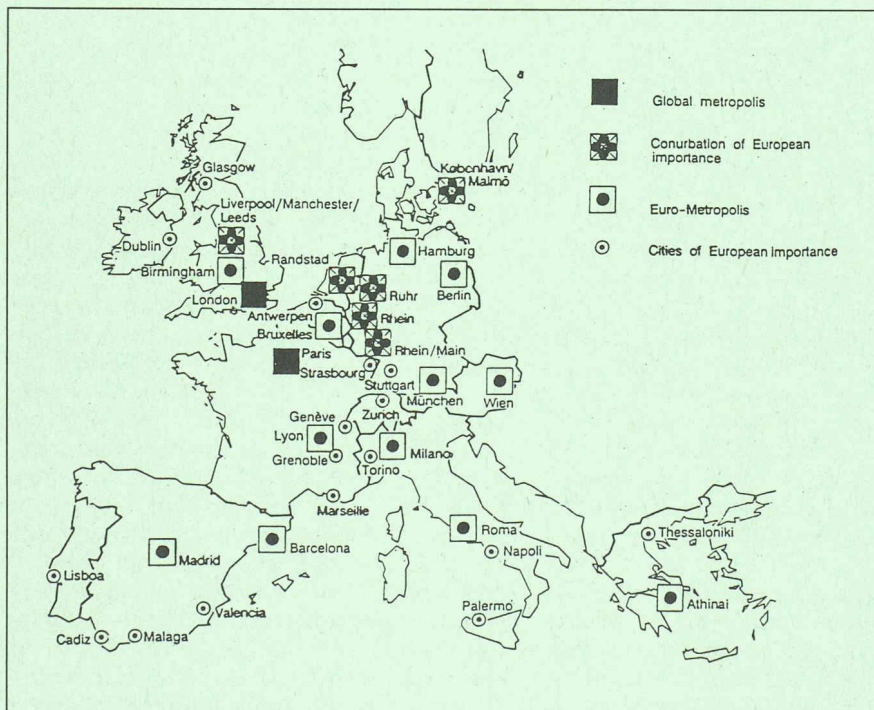 Global metropolis
Conurbation of European
importance
Euro-Metropolis
Cities of European importance
Glasgow
København/
Malmö
Liverpool/Manchester/
Leeds
Dublin
Birmingham
London
Randstad
Hamburg
Berlin
Ruhr
Antwerpen
Bruxelles
Rhein
Rhein/Main
Paris
Strasbourg
Stuttgart
München
Wien
Zurich
Genève
Lyon
Grenoble
Torino
Milano
Marseille
Barcelona
Madrid
Lisboa
Valencia
Cadiz
Malaga
Roma
Napoli
Palermo
Thessaloniki
Athinai